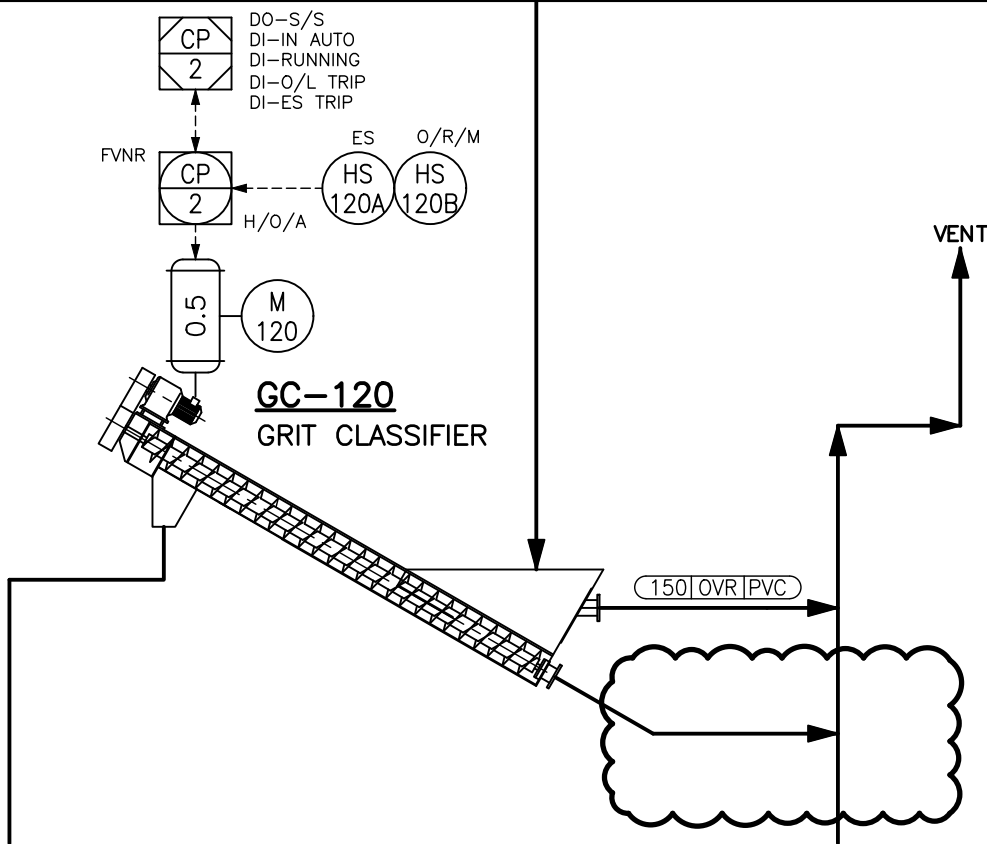 DO-S/S
DI-IN AUTO
DI-RUNNING
DI-O/L TRIP
DI-ES TRIP
CP
2
FVNR
CP
2
H/O/A
ES
HS
120A
O/R/M
HS
120B
VENT
0.5
M
120
GC-120
GRIT CLASSIFIER
150 OVR PVC